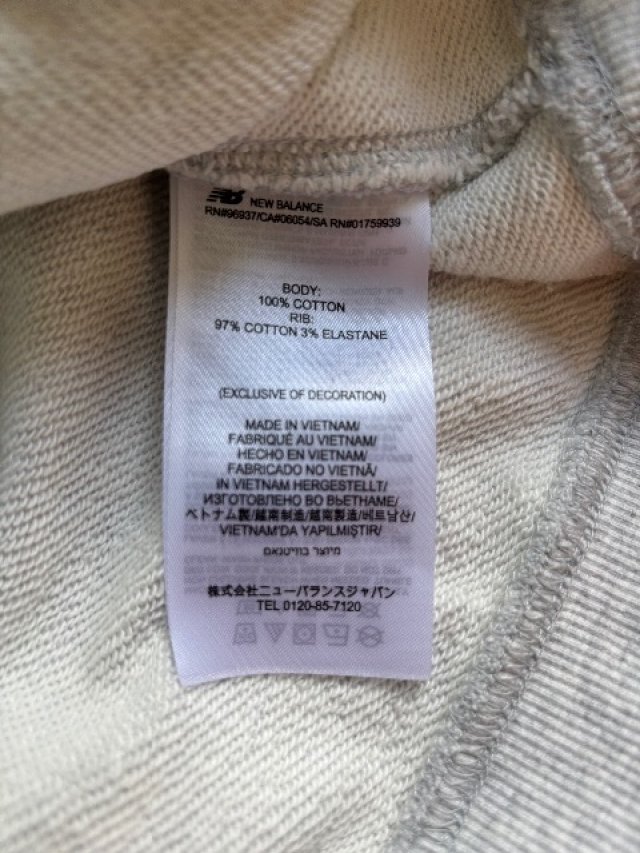 NB NEW BALANCE
RN#96937/CA#06054/SA RN#01759939
BODY:
100% COTTON
RIB:
97% COTTON 3% ELASTANE
(EXCLUSIVE OF DECORATION)
MADE IN VIETNAM/
FABRIQUÉ AU VIETNAM/
HECHO EN VIETNAM/
FABRICADO NO VIETNÃ/
IN VIETNAM HERGESTELLT/
ИЗГОТОВЛЕНО ВО ВЬЕТНАМЕ/
ベトナム製/越南制造/越南製造/베트남산/
VIETNAM'DA YAPILMIŞTIR/
מיוצר בווייטנאם
株式会社ニューバランスジャパン
TEL 0120-85-7120